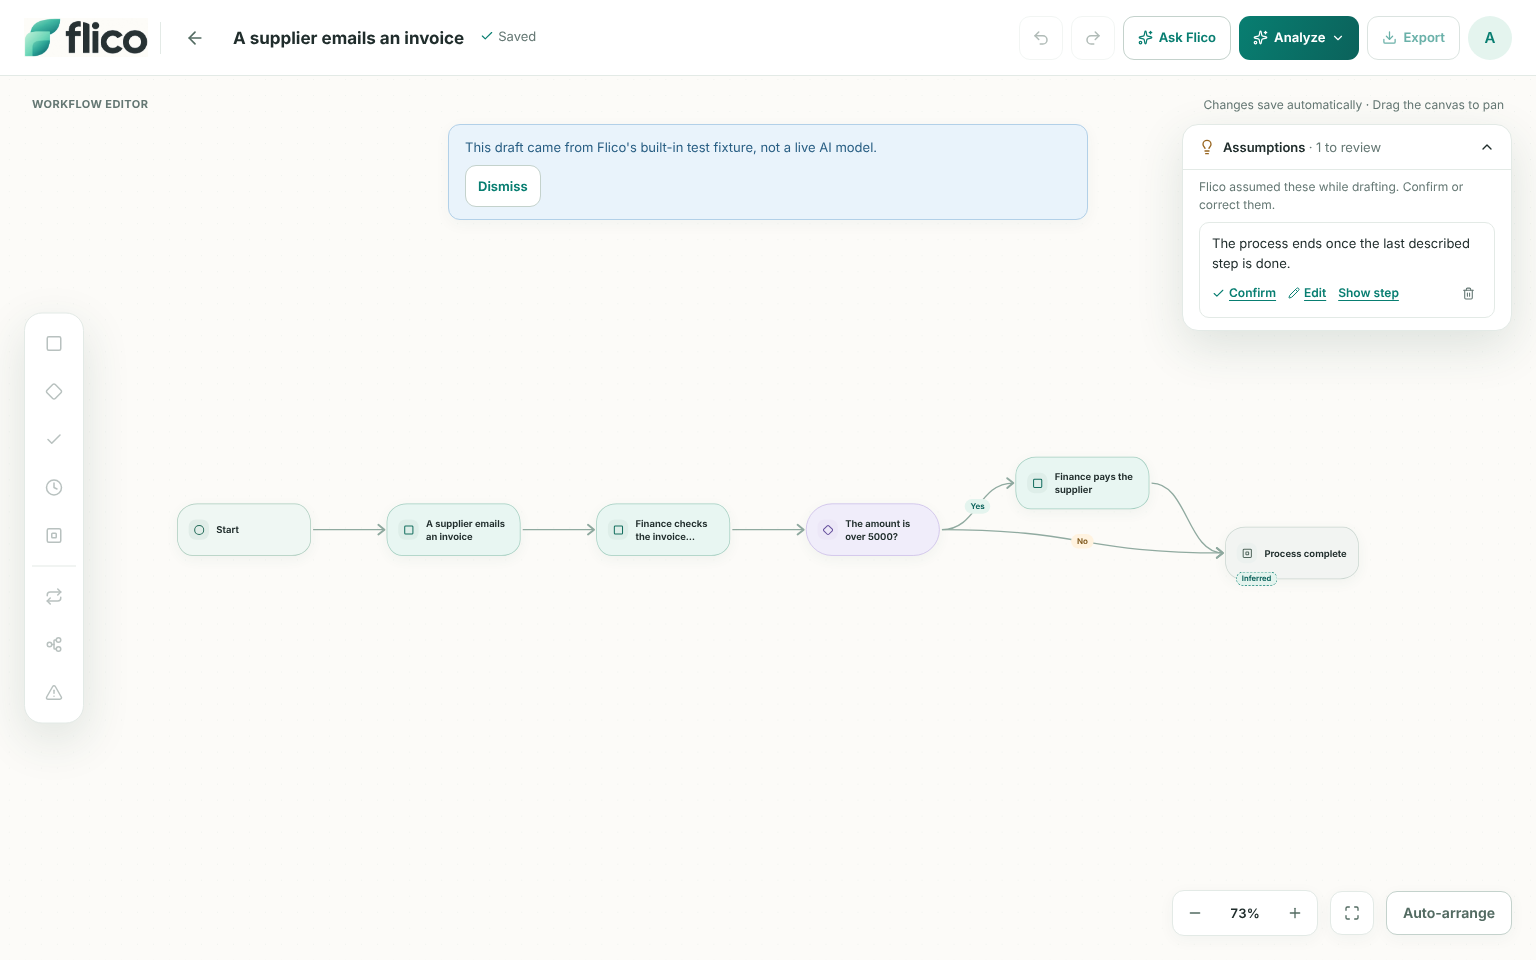 flico
A supplier emails an invoice
Saved
Ask Flico
Analyze
Export
A
WORKFLOW EDITOR
Changes save automatically · Drag the canvas to pan
This draft came from Flico's built-in test fixture, not a live AI model.
Dismiss
Assumptions · 1 to review
Flico assumed these while drafting. Confirm or
correct them.
The process ends once the last described
step is done.
Confirm
Edit
Show step
Start
A supplier emails
an invoice
Finance checks
the invoice...
The amount is
over 5000?
Yes
No
Finance pays the
supplier
Process complete
Inferred
73%
Auto-arrange